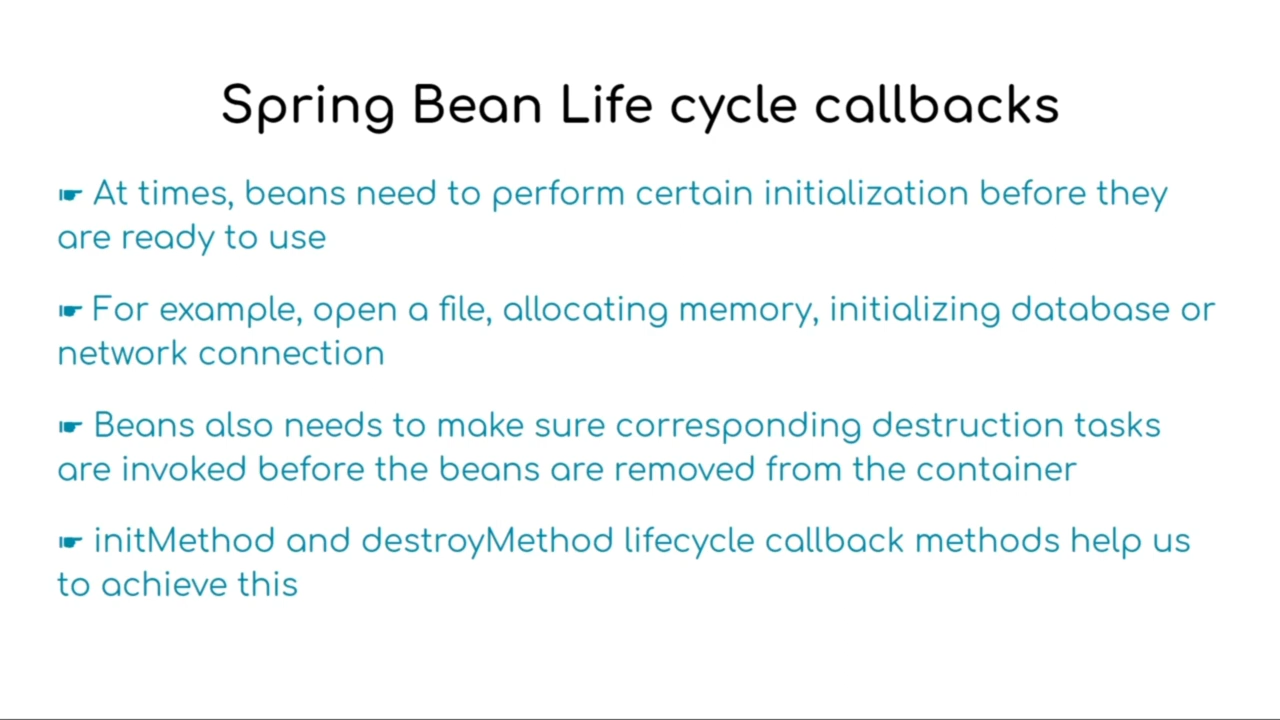 Spring Bean Life cycle callbacks
☛ At times, beans need to perform certain initialization before they
are ready to use
☛ For example, open a file, allocating memory, initializing database or
network connection
☛ Beans also needs to make sure corresponding destruction tasks
are invoked before the beans are removed from the container
☛ initMethod and destroyMethod lifecycle callback methods help us
to achieve this